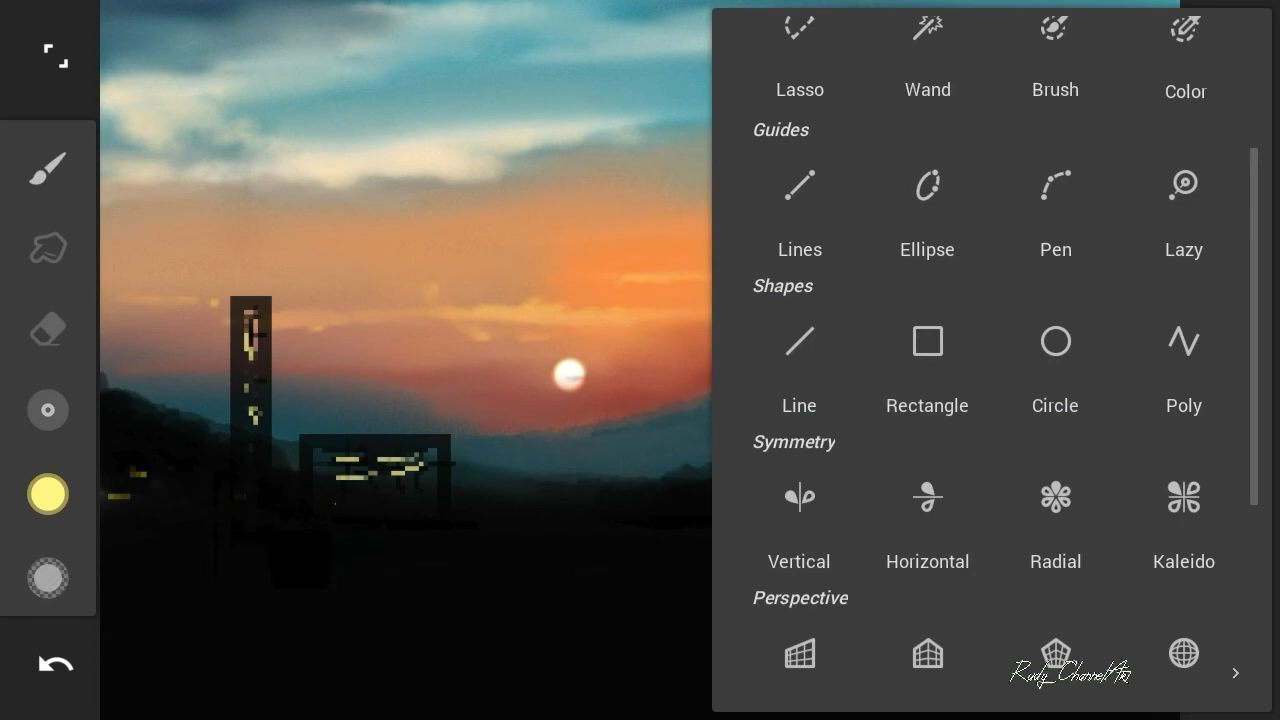 Lasso Wand Brush Color
Guides
Lines Ellipse Pen Lazy
Shapes
Line Rectangle Circle Poly
Symmetry
Vertical Horizontal Radial Kaleido
Perspective
Rudy_ChannelArt